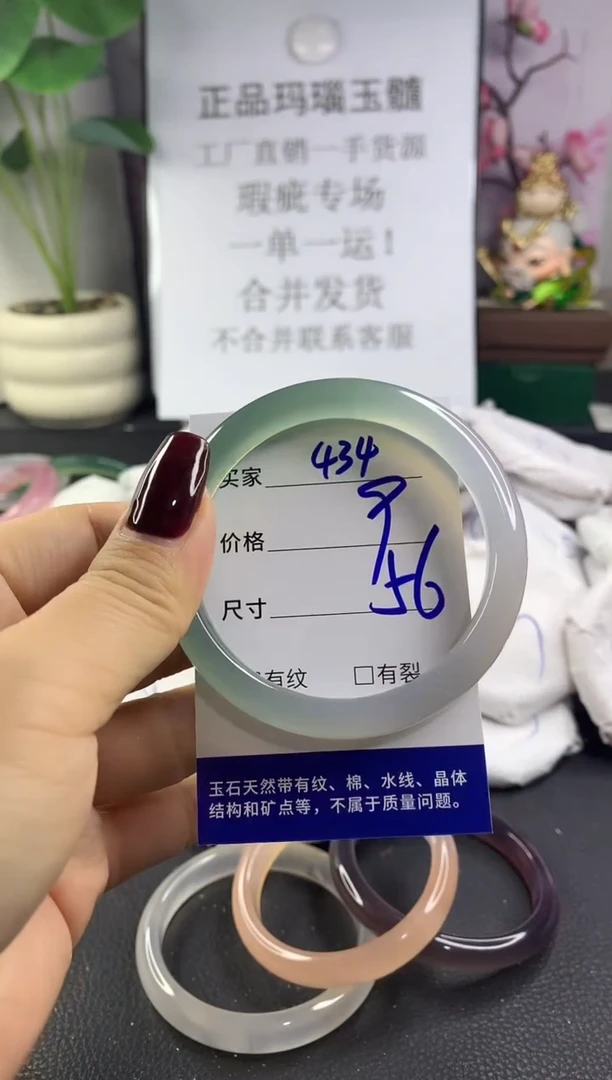 正品玛瑙玉髓
工厂直销一手货源
瑕疵专场
一单一运!
合并发货
不合并联系客服
买家 434
价格
尺寸 56
有纹 □有裂
玉石天然带有纹、棉、水线、晶体
结构和矿点等，不属于质量问题。